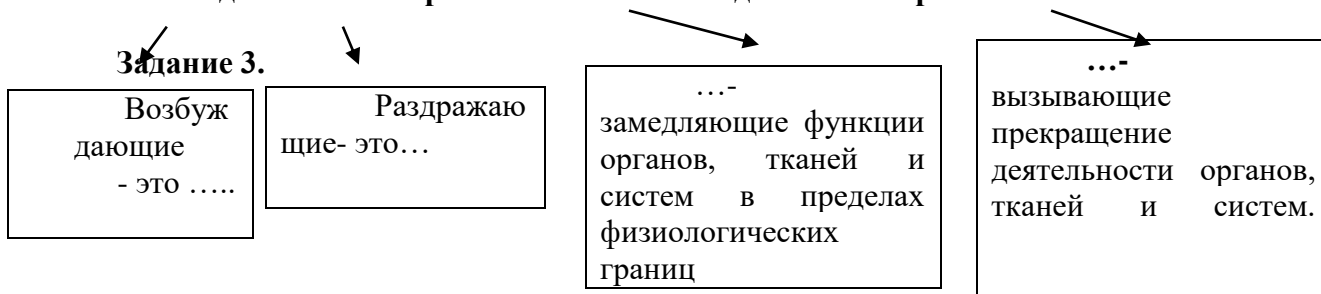 Задание 3.
Возбуж
дающие
- это …..
Раздражаю
щие- это…
…-
замедляющие функции
органов, тканей и
систем в пределах
физиологических
границ
…-
вызывающие
прекращение
деятельности органов,
тканей и систем.